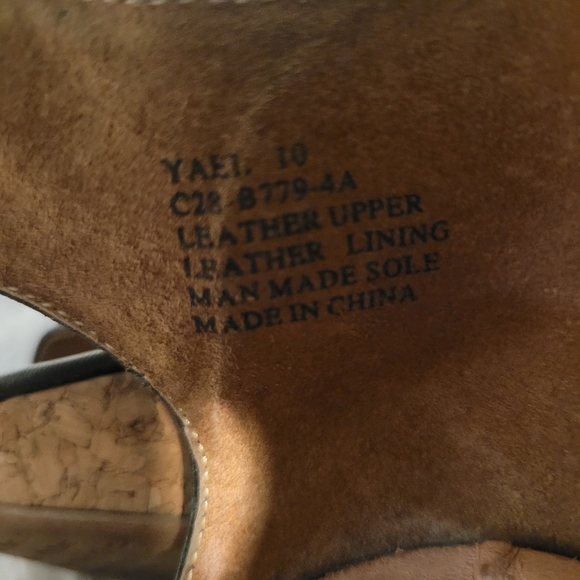 YAEL 10
C28 B779-4A
LEATHER UPPER
LEATHER LINING
MAN MADE SOLE
MADE IN CHINA